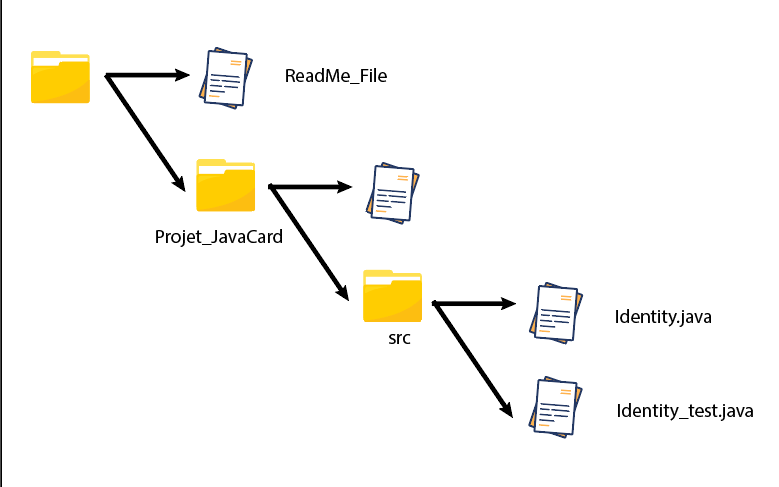 ReadMe_File
Projet_JavaCard
src
Identity.java
Identity_test.java